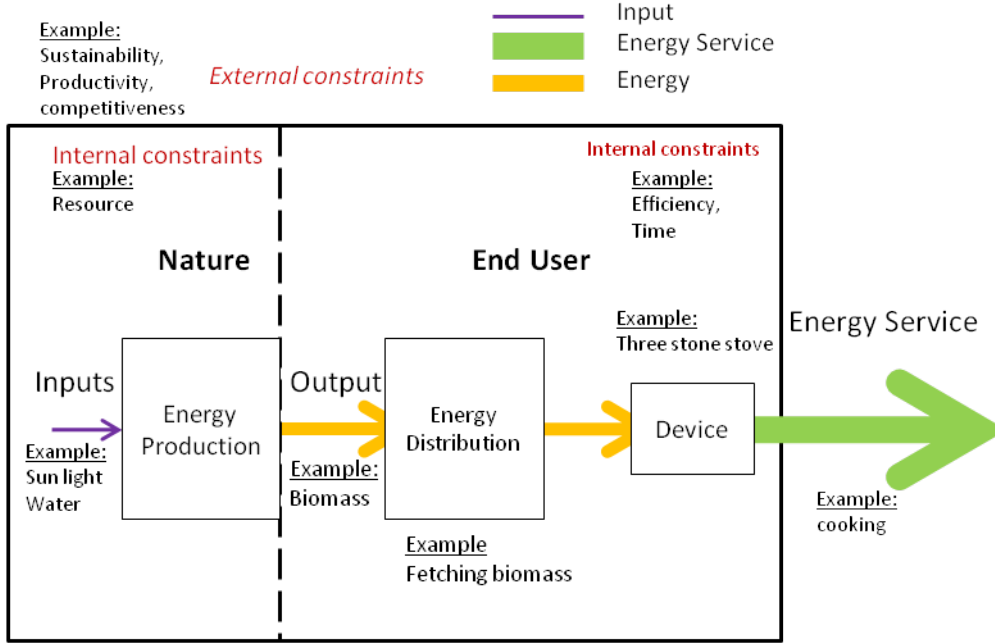 Example:
Sustainability,
Productivity,
competitiveness
External constraints
Input
Energy Service
Energy
Internal constraints
Example:
Resource
Internal constraints
Example:
Efficiency,
Time
Nature
End User
Example:
Three stone stove
Energy Service
Inputs
Example:
Sun light
Water
Energy
Production
Output
Example:
Biomass
Energy
Distribution
Example
Fetching biomass
Device
Example:
cooking